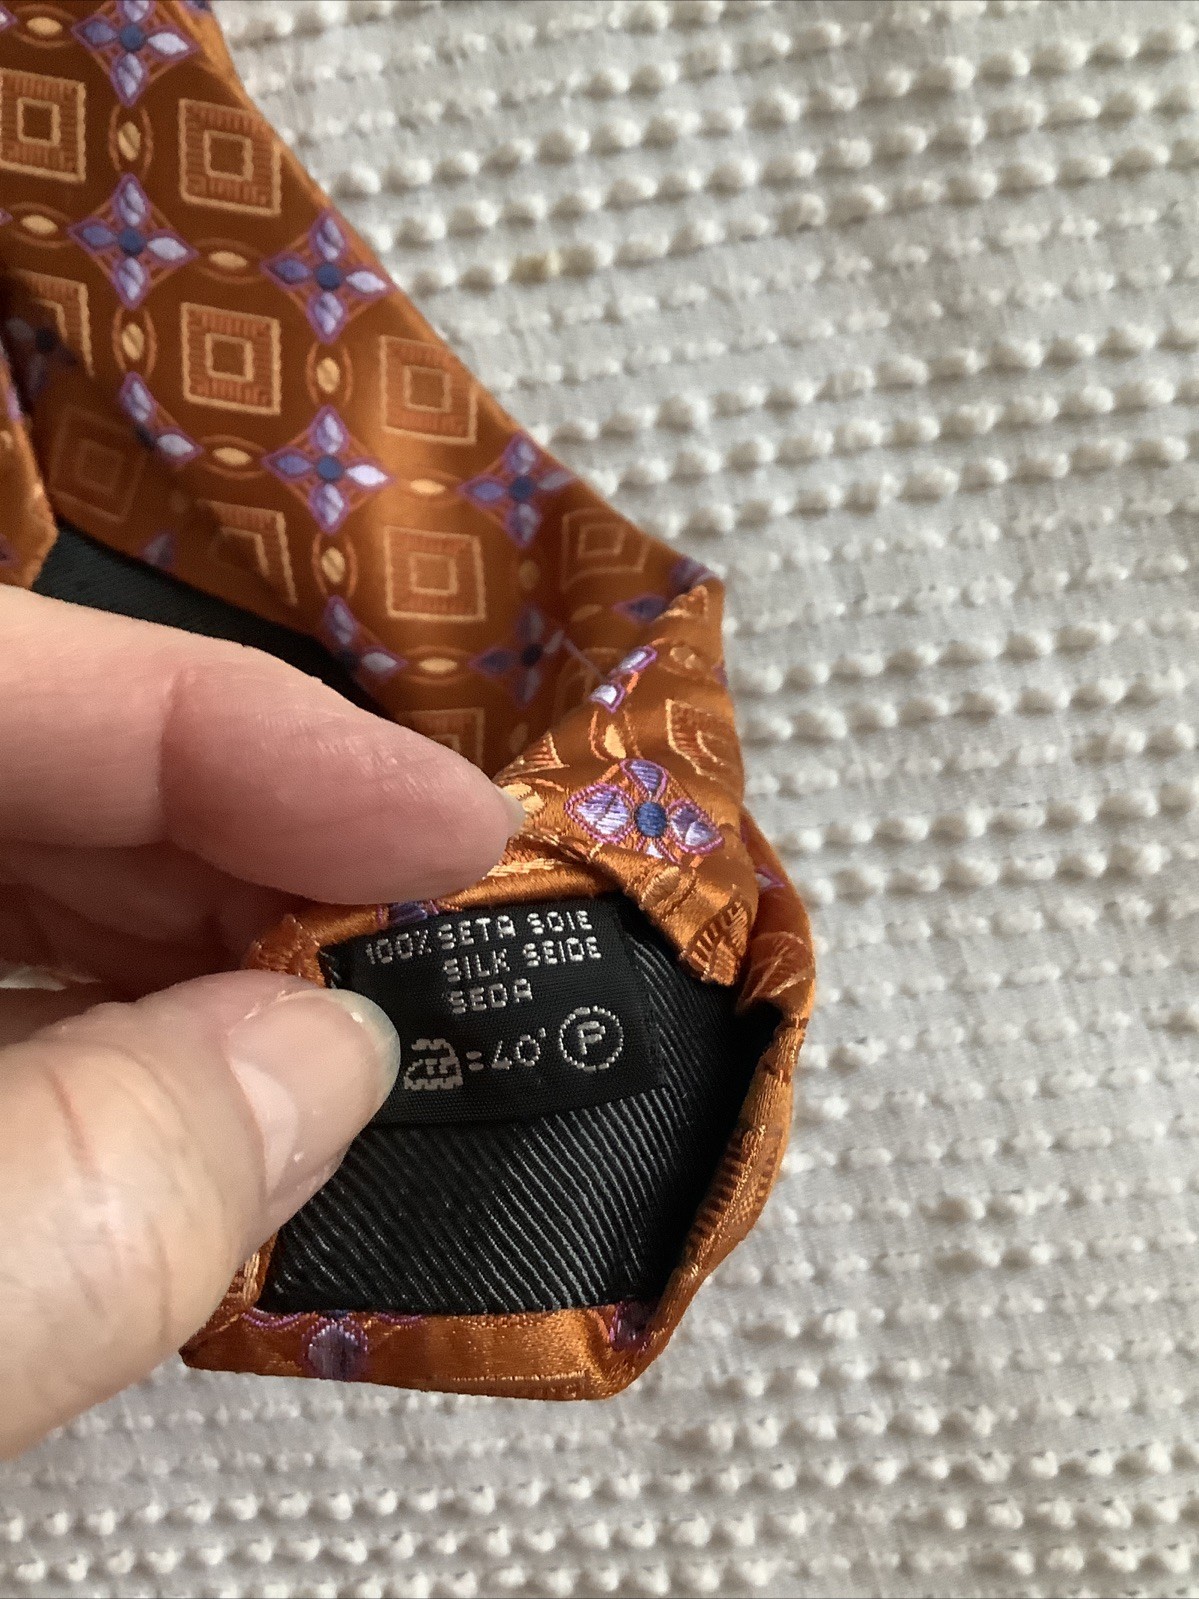 100% SETA SOIE
SILK SEIDE
SEDA
:40° P